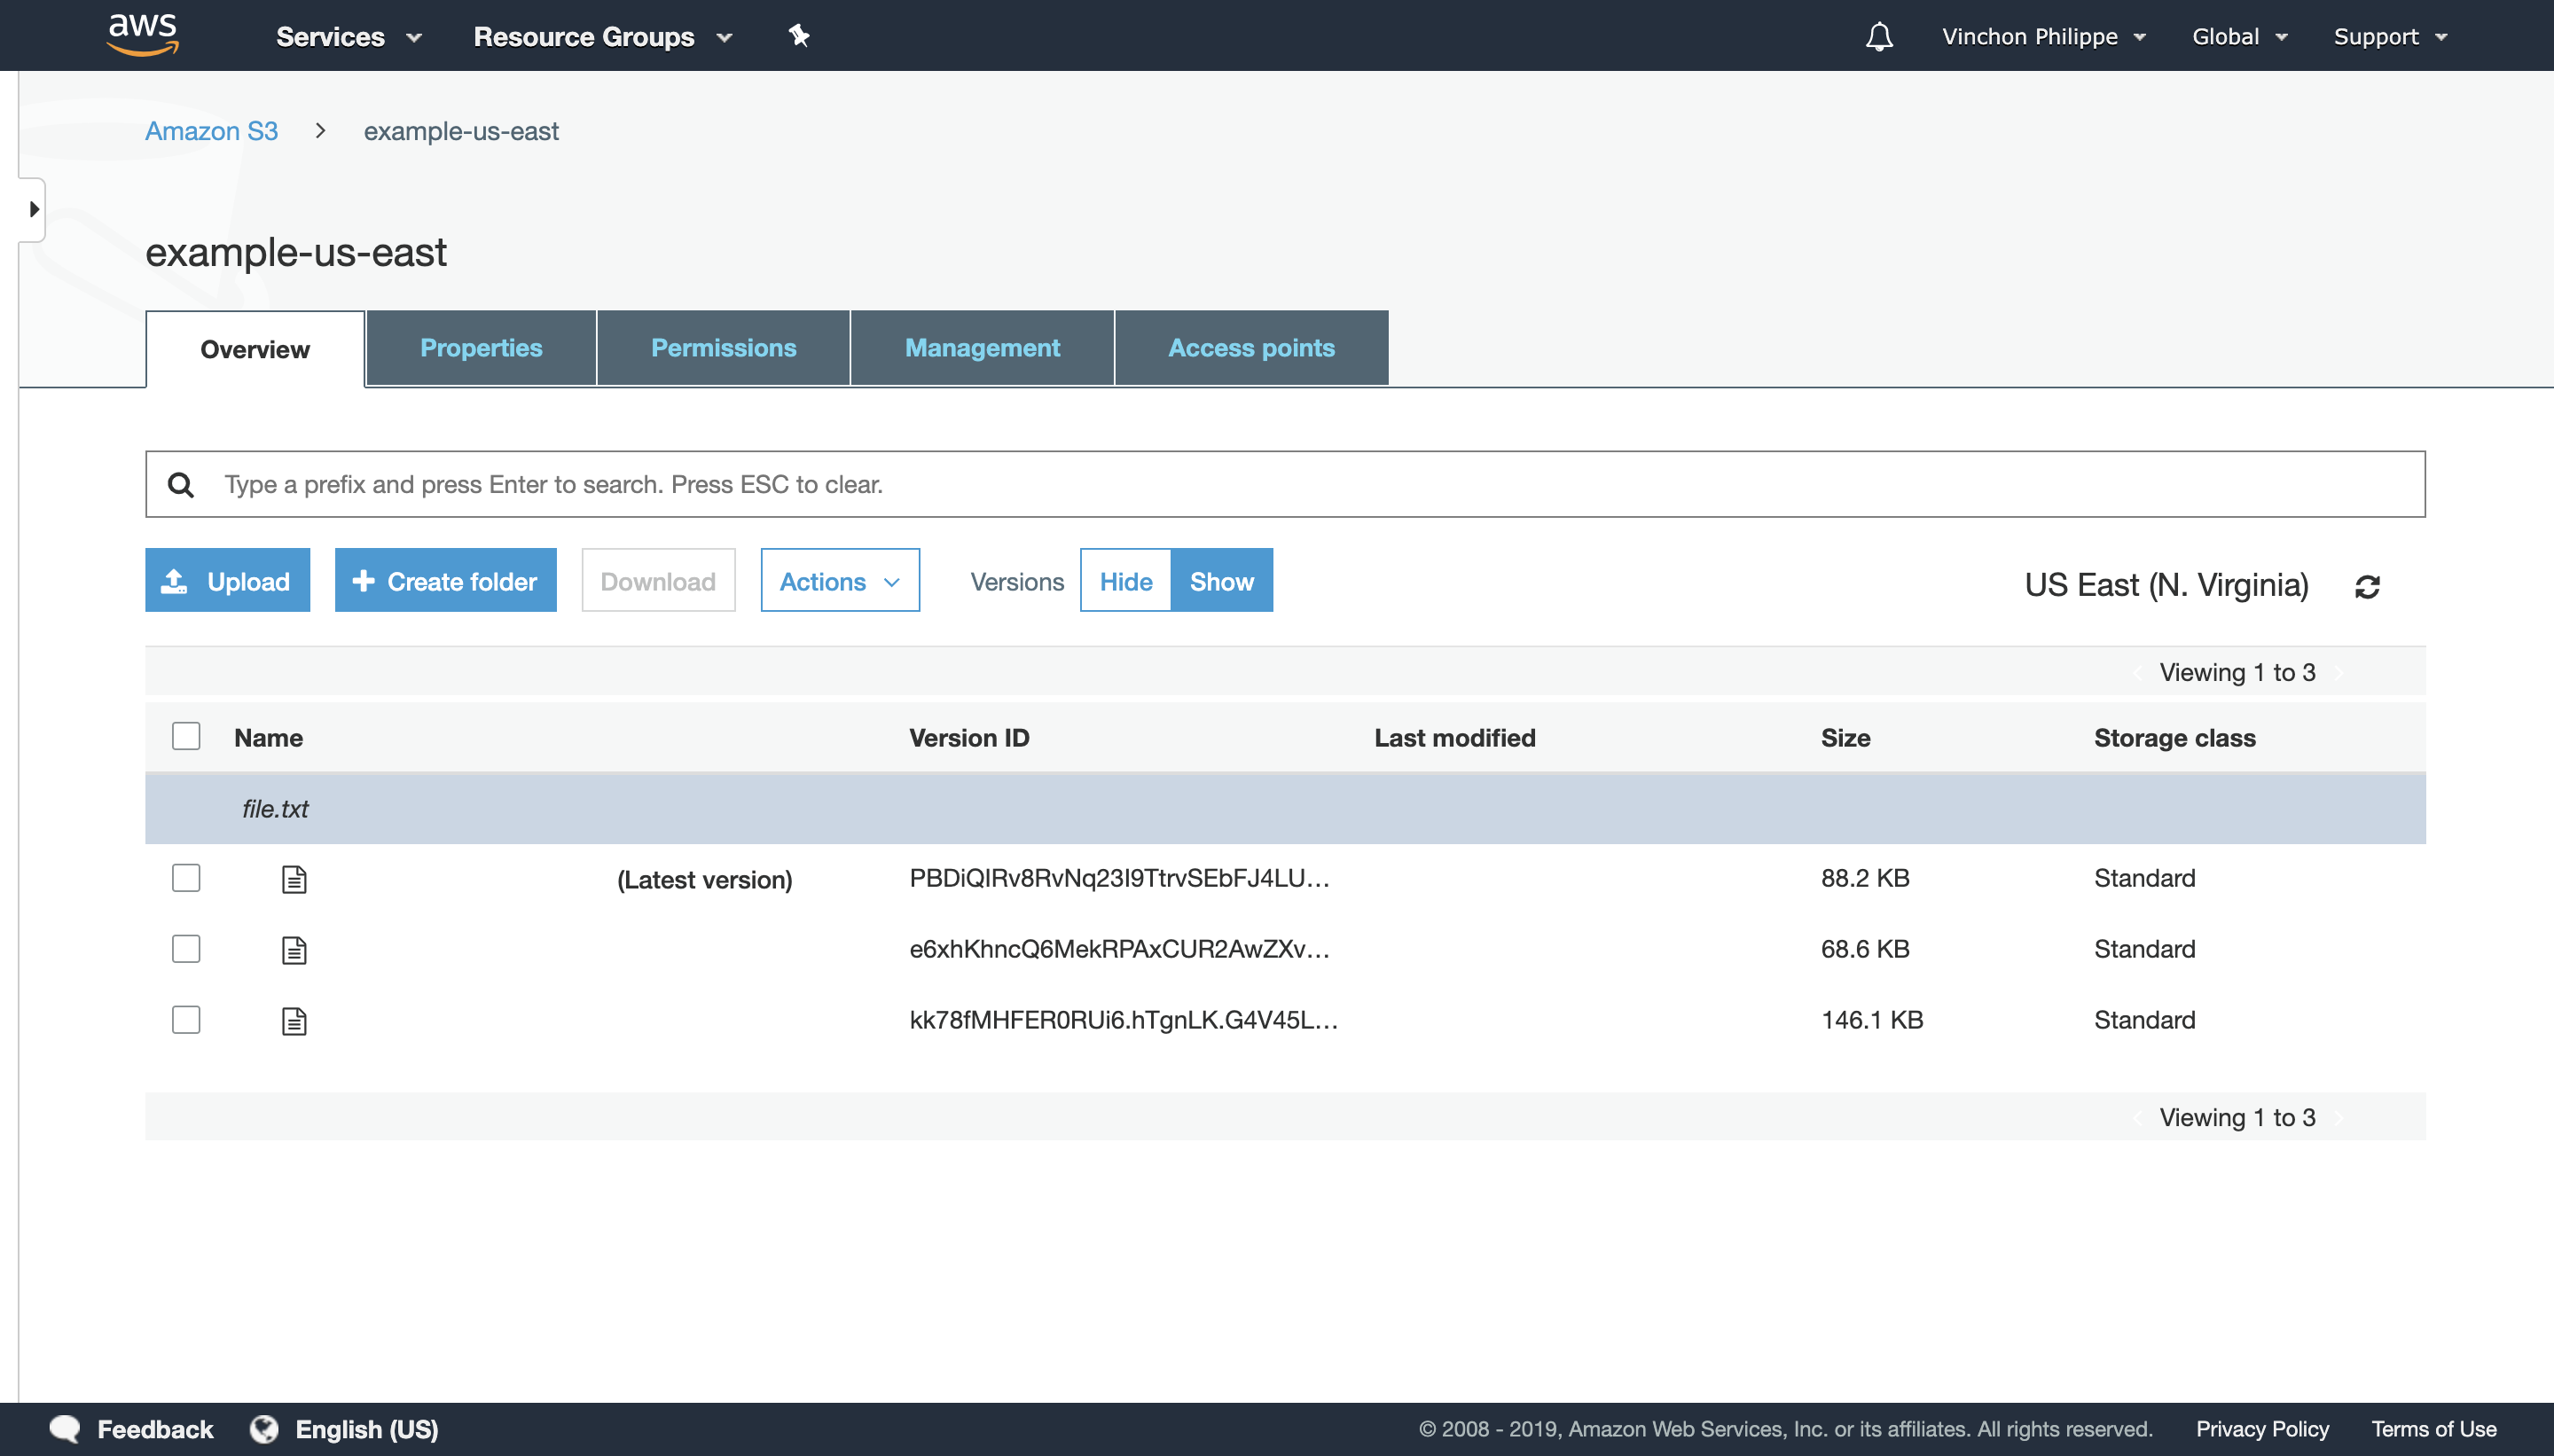 aws Services Resource Groups Vinchon Philippe Global Support
Amazon S3 > example-us-east
example-us-east
Overview Properties Permissions Management Access points
Type a prefix and press Enter to search. Press ESC to clear.
Upload + Create folder Download Actions Versions Hide Show US East (N. Virginia)
Viewing 1 to 3
Name Version ID Last modified Size Storage class
file.txt
(Latest version) PBDiQIRv8RvNq23I9TtrvSEbFJ4LU... 88.2 KB Standard
e6xhKhncQ6MekRPAxCUR2AwZXv... 68.6 KB Standard
kk78fMHFER0RUi6.hTgnLK.G4V45L... 146.1 KB Standard
Viewing 1 to 3
Feedback English (US) © 2008 - 2019, Amazon Web Services, Inc. or its affiliates. All rights reserved. Privacy Policy Terms of Use